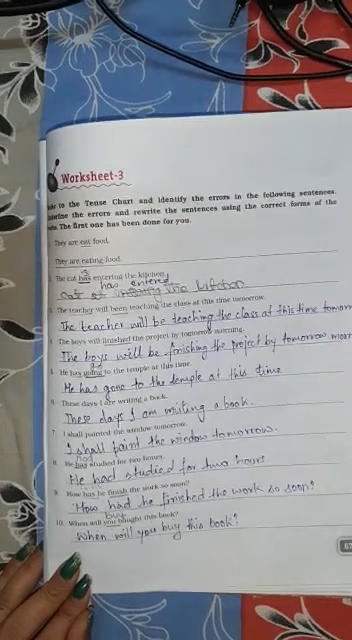 Worksheet-3
to the Tense Chart and identify the errors in the following sentences.
the errors and rewrite the sentences using the correct forms of the
The first one has been done for you.
They are eat food.
They are eating food.
is
The cat has entering the kitchen.
has entered
the kitchen
The teacher will been teaching the class at this time tomorrow.
The teacher will be teaching the class at this time
4. The boys will finished the project by tomorrow morning.
The boys will be finishing the project by tomorrow
5. He has going to the temple at this time.
He has gone to the temple at this time
6. These days I are writing a book.
These days I am writing a book.
7. I shall painted the window tomorrow.
I shall paint the window tomorrow.
had
8. He has studied for two hours.
He had studied for two hours
9. How has he finish the work so soon?
How had he finished the work so soon?
buy
10. When will you bought this book?
When will you buy this book?
67